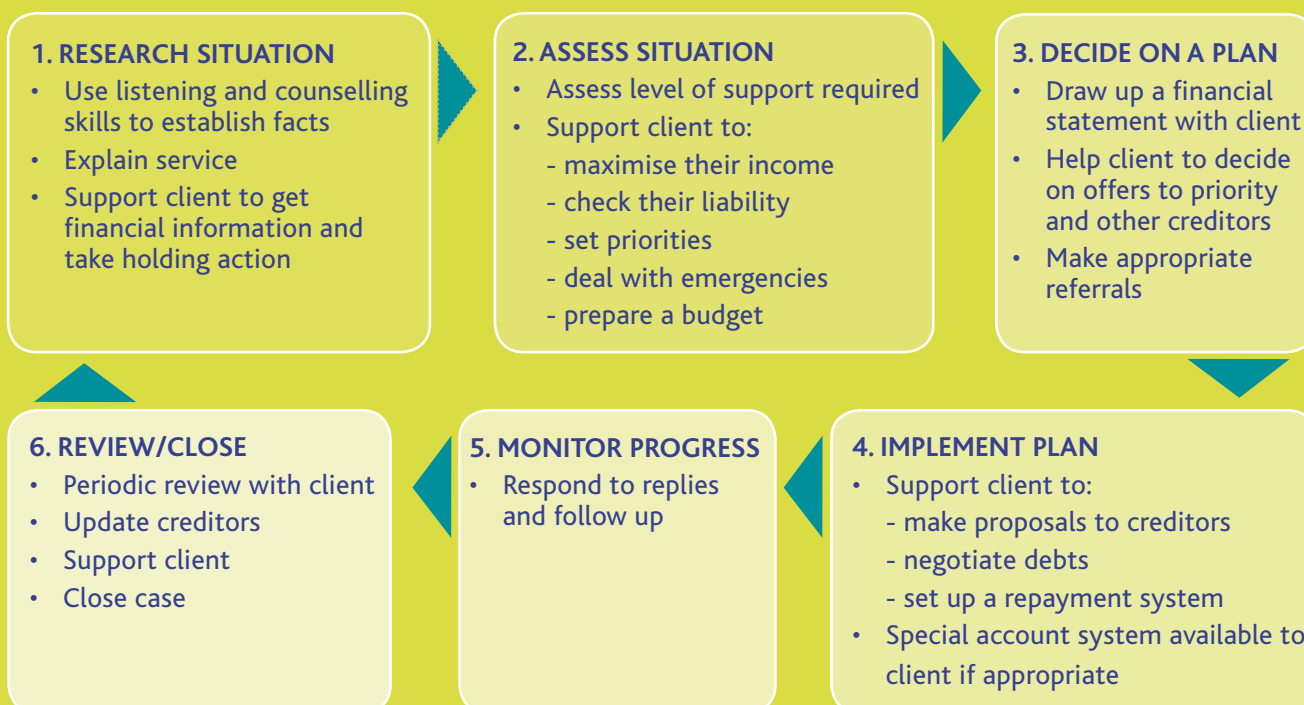 1. RESEARCH SITUATION
• Use listening and counselling
skills to establish facts
• Explain service
• Support client to get
financial information and
take holding action
2. ASSESS SITUATION
• Assess level of support required
• Support client to:
- maximise their income
- check their liability
- set priorities
- deal with emergencies
- prepare a budget
3. DECIDE ON A PLAN
• Draw up a financial
statement with client
• Help client to decide
on offers to priority
and other creditors
• Make appropriate
referrals
4. IMPLEMENT PLAN
• Support client to:
- make proposals to creditors
- negotiate debts
- set up a repayment system
• Special account system available to
client if appropriate
5. MONITOR PROGRESS
• Respond to replies
and follow up
6. REVIEW/CLOSE
• Periodic review with client
• Update creditors
• Support client
• Close case